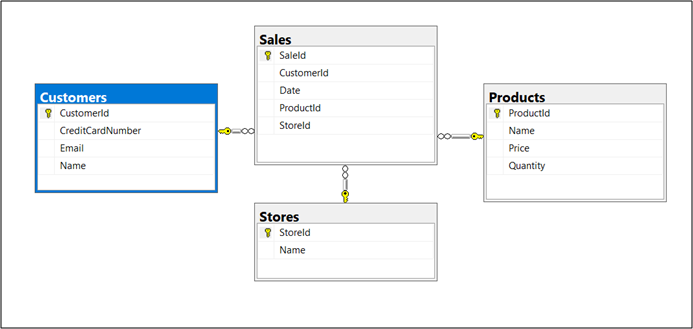 Sales
SaleId
CustomerId
Date
ProductId
StoreId
Customers
CustomerId
CreditCardNumber
Email
Name
Products
ProductId
Name
Price
Quantity
Stores
StoreId
Name